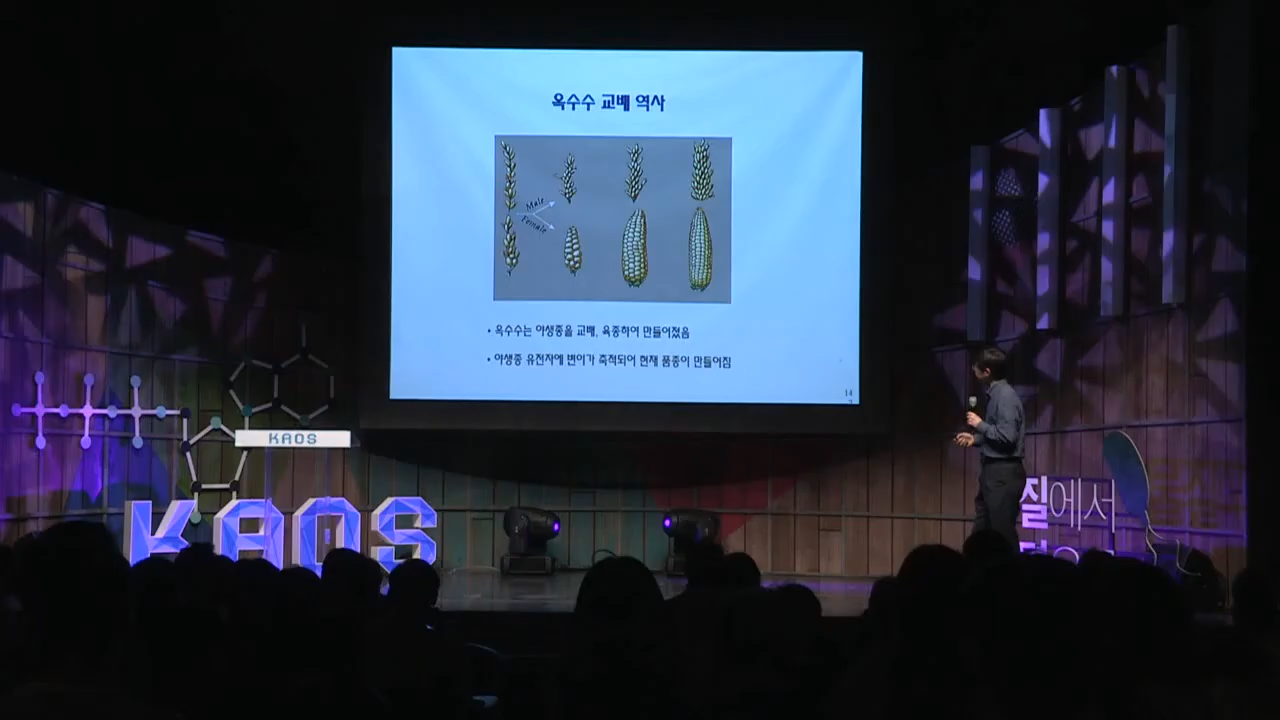 옥수수 교배 역사
Male
Female
• 옥수수는 야생종을 교배, 육종하여 만들어졌음
• 야생종 유전자에 변이가 축적되어 현재 품종이 만들어짐
14
KAOS
KAOS
질에서